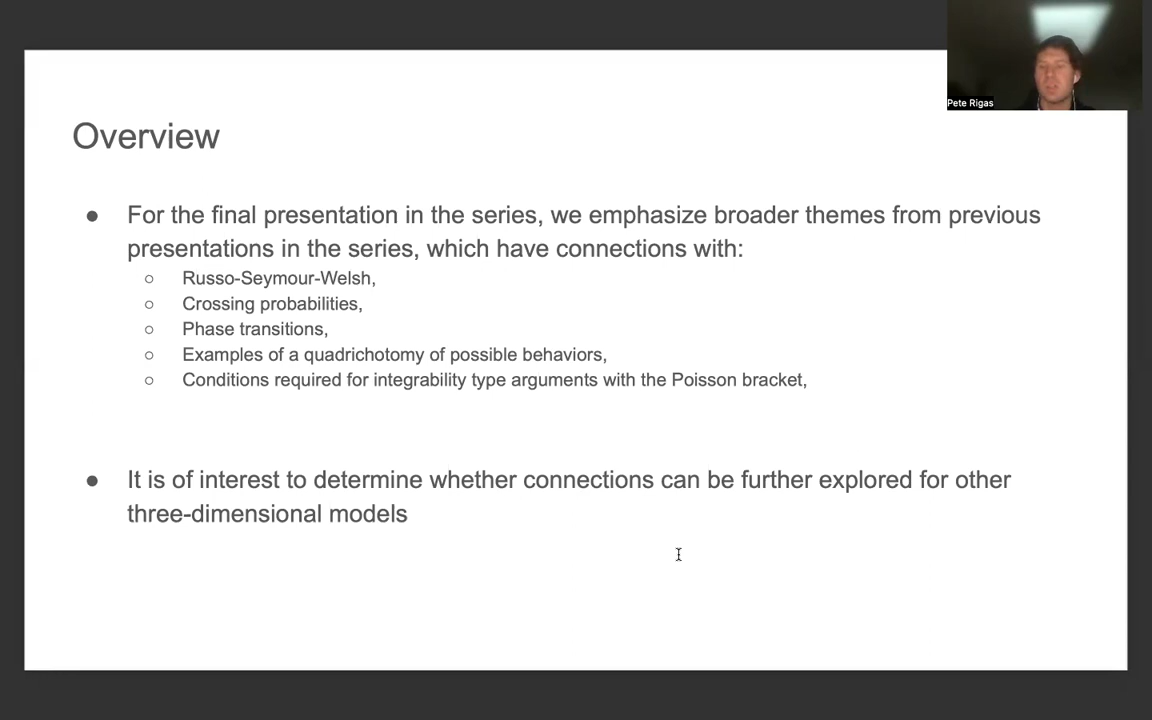 Pete Rigas
Overview
● For the final presentation in the series, we emphasize broader themes from previous
presentations in the series, which have connections with:
○ Russo-Seymour-Welsh,
○ Crossing probabilities,
○ Phase transitions,
○ Examples of a quadrichotomy of possible behaviors,
○ Conditions required for integrability type arguments with the Poisson bracket,
● It is of interest to determine whether connections can be further explored for other
three-dimensional models